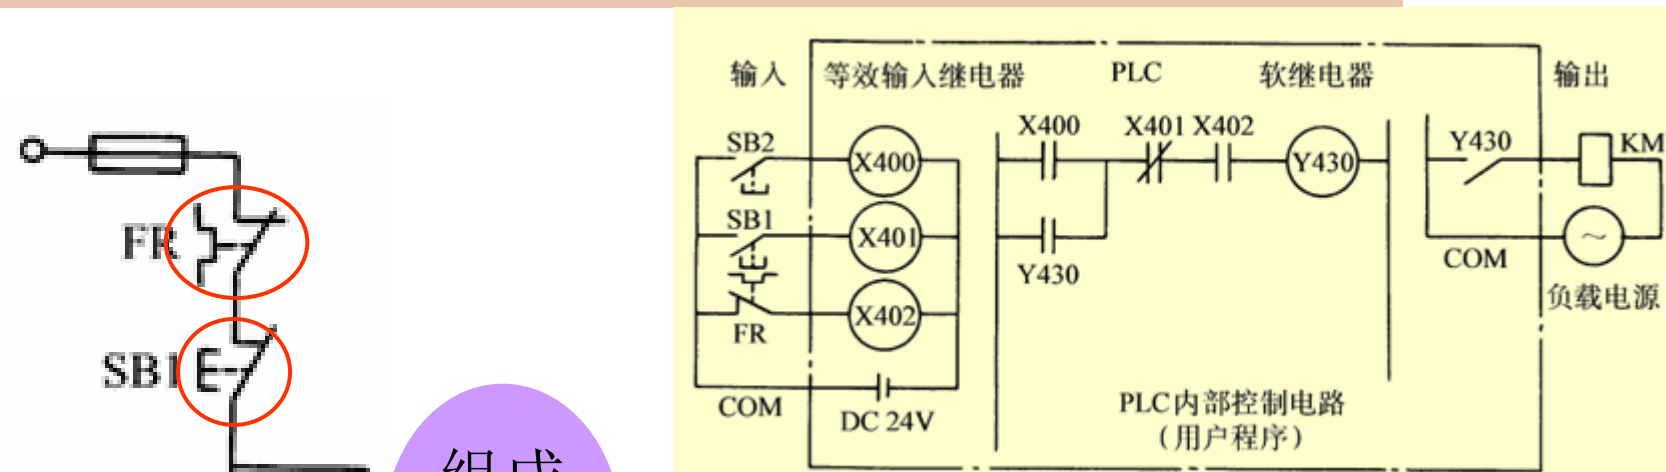 FR
SB1
组成
输入
等效输入继电器
PLC
软继电器
输出
SB2
X400
X400
X401
X402
Y430
Y430
KM
SB1
X401
Y430
COM
FR
X402
负载电源
COM
DC 24V
PLC内部控制电路
（用户程序）